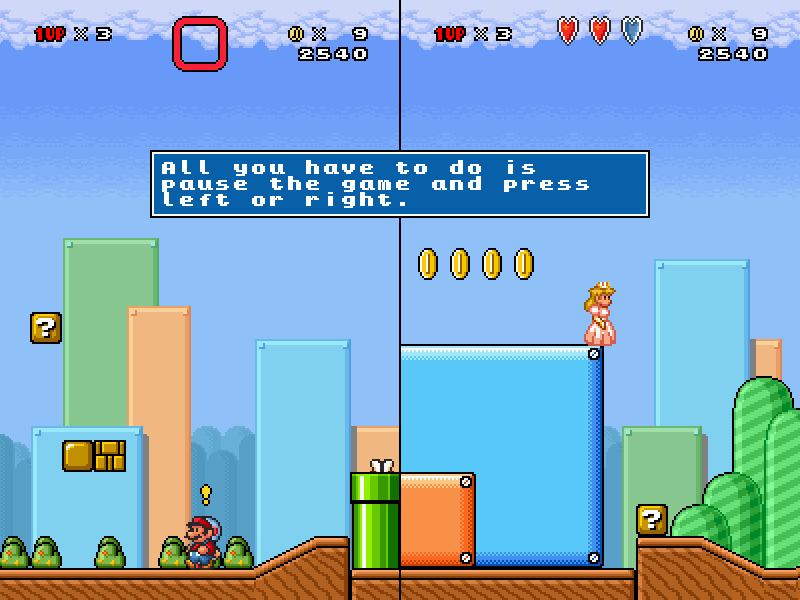 1UP × 3
× 9
2540
1UP × 3
× 9
2540
All you have to do is
pause the game and press
left or right.
?
!
?